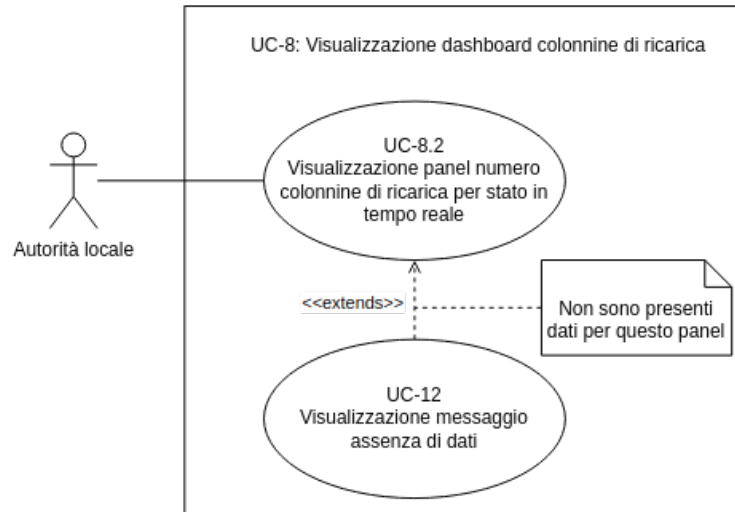 UC-8: Visualizzazione dashboard colonnine di ricarica
UC-8.2
Visualizzazione panel numero
colonnine di ricarica per stato in
tempo reale
Autorità locale
<<extends>>
Non sono presenti
dati per questo panel
UC-12
Visualizzazione messaggio
assenza di dati